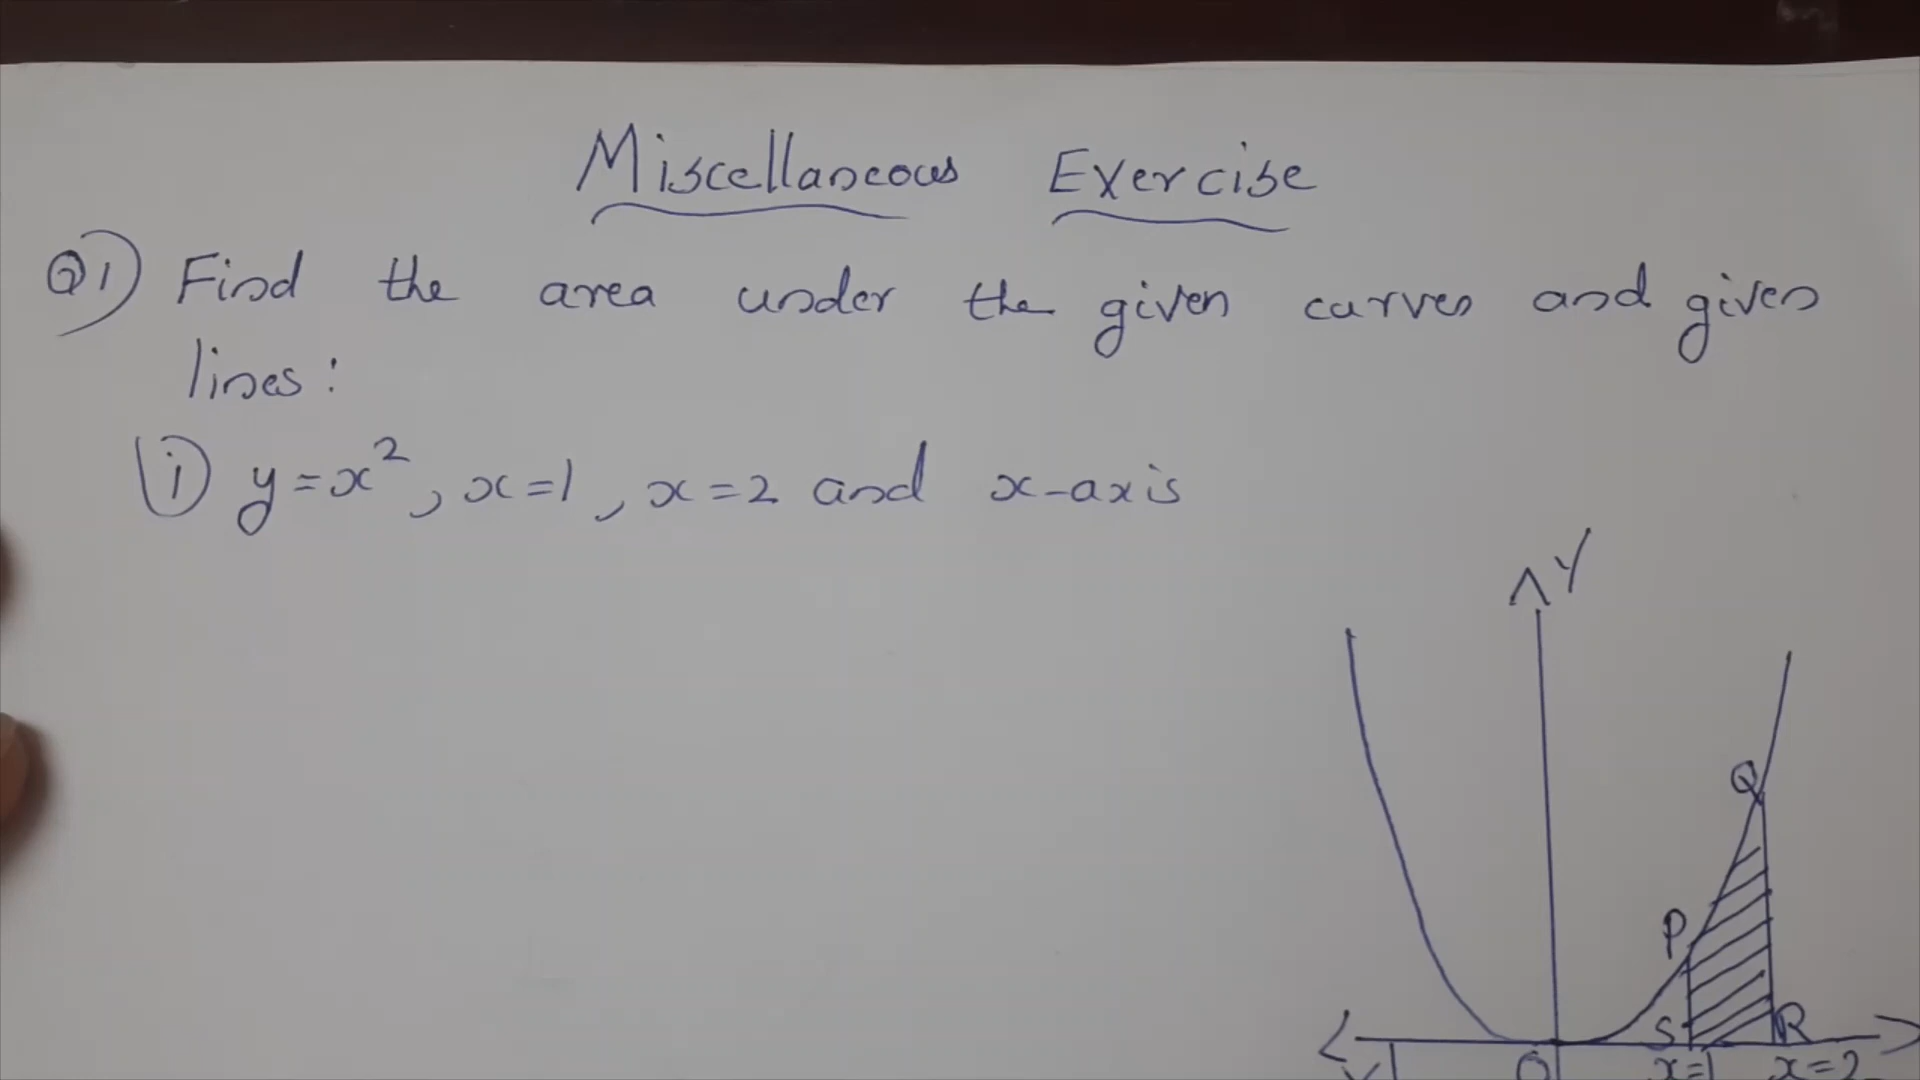 Miscellaneous Exercise
Q1) Find the area under the given curves and given
lines:
(i) y=x², x=1, x=2 and x-axis
Y
Q
P
S R
O x=1 x=2